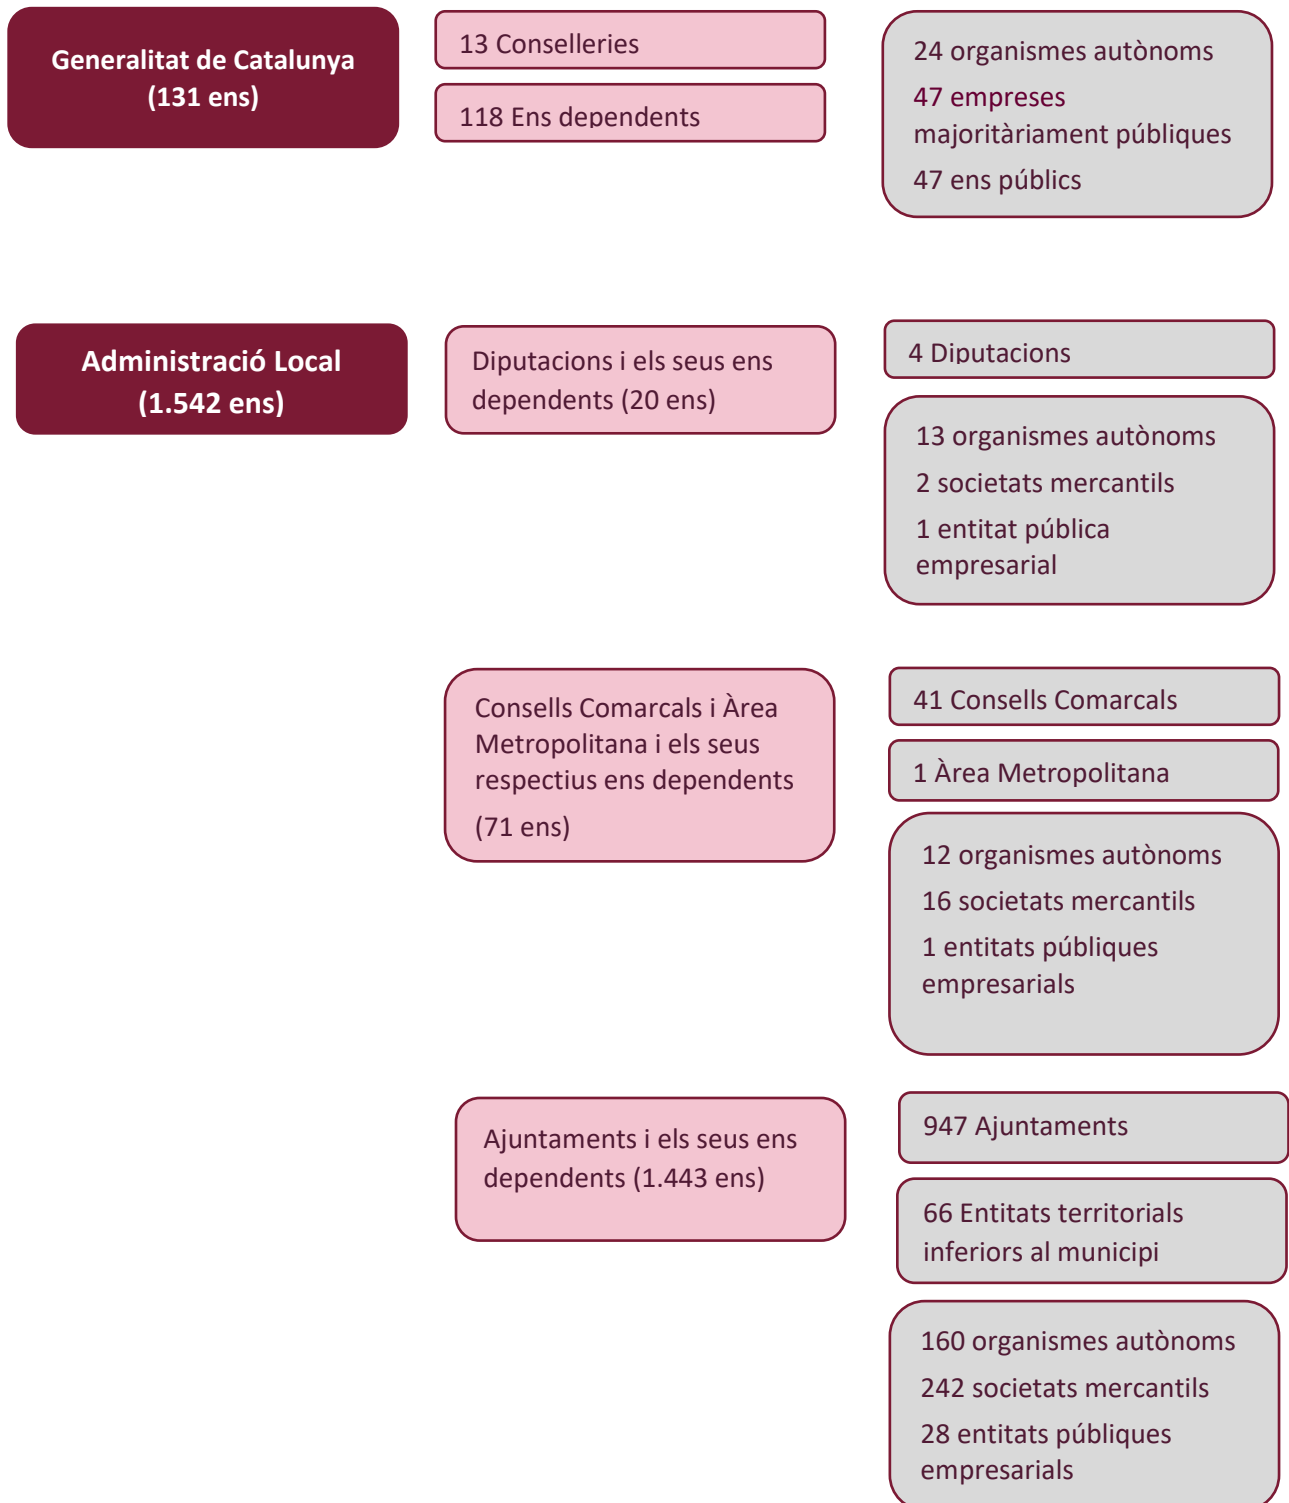 Generalitat de Catalunya
(131 ens)
13 Conselleries
118 Ens dependents
24 organismes autònoms
47 empreses
majoritàriament públiques
47 ens públics
Administració Local
(1.542 ens)
Diputacions i els seus ens
dependents (20 ens)
4 Diputacions
13 organismes autònoms
2 societats mercantils
1 entitat pública
empresarial
Consells Comarcals i Àrea
Metropolitana i els seus
respectius ens dependents
(71 ens)
41 Consells Comarcals
1 Àrea Metropolitana
12 organismes autònoms
16 societats mercantils
1 entitats públiques
empresarials
Ajuntaments i els seus ens
dependents (1.443 ens)
947 Ajuntaments
66 Entitats territorials
inferiors al municipi
160 organismes autònoms
242 societats mercantils
28 entitats públiques
empresarials